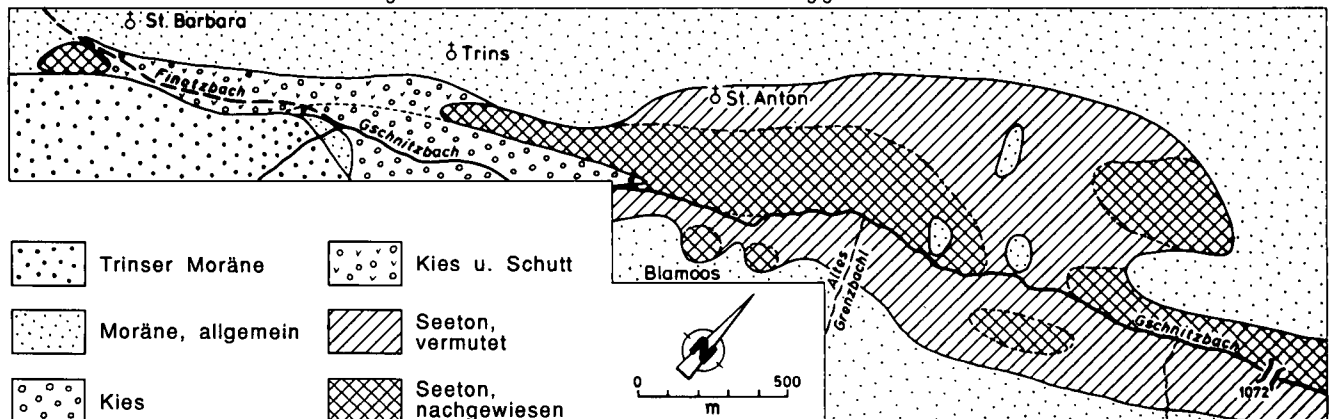 St. Barbara
Trins
Finetzbach
Gschnitzbach
St. Anton
Blamoos
Altes
Grenzbachl
Gschnitzbach
1072
Trinser Moräne
Moräne, allgemein
Kies
Kies u. Schutt
Seeton,
vermutet
Seeton,
nachgewiesen
0 500
m